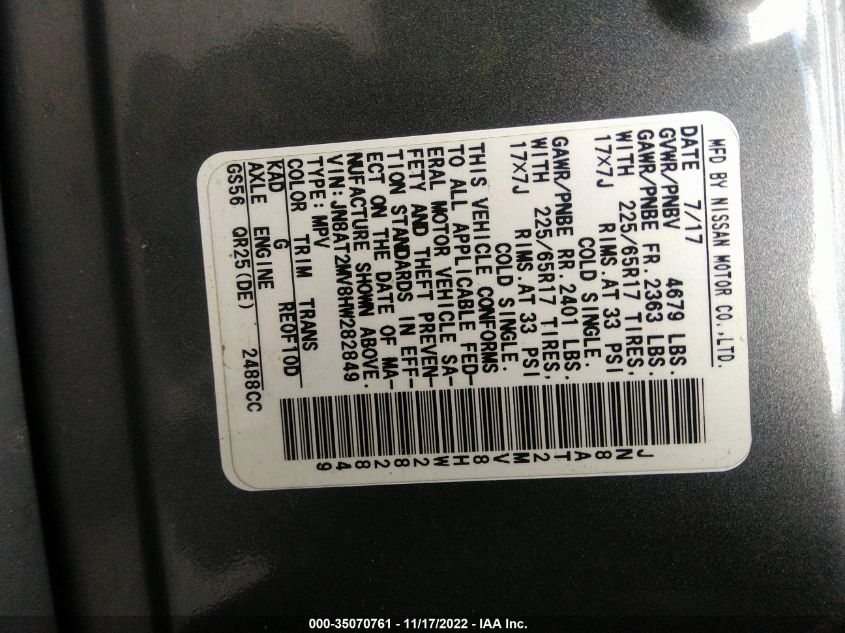 MFD BY NISSAN MOTOR CO.,LTD.
DATE 7/17
GVWR/PNBV 4679 LBS.
GAWR/PNBE FR. 2363 LBS.
WITH 225/65R17 TIRES,
17X7J RIMS.AT 33 PSI
COLD SINGLE.
GAWR/PNBE RR. 2401 LBS.
WITH 225/65R17 TIRES,
17X7J RIMS.AT 33 PSI
COLD SINGLE.
THIS VEHICLE CONFORMS
TO ALL APPLICABLE FED-
ERAL MOTOR VEHICLE SA-
FETY AND THEFT PREVEN-
TION STANDARDS IN EFF-
ECT ON THE DATE OF MA-
NUFACTURE SHOWN ABOVE.
VIN:JN8AT2MV8HW282849
TYPE:MPV
COLOR TRIM TRANS
KAD G RE0F10D
AXLE ENGINE
GS56 QR25(DE) 2488CC
JN8AT2MV8HW282849
000-35070761 - 11/17/2022 - IAA Inc.